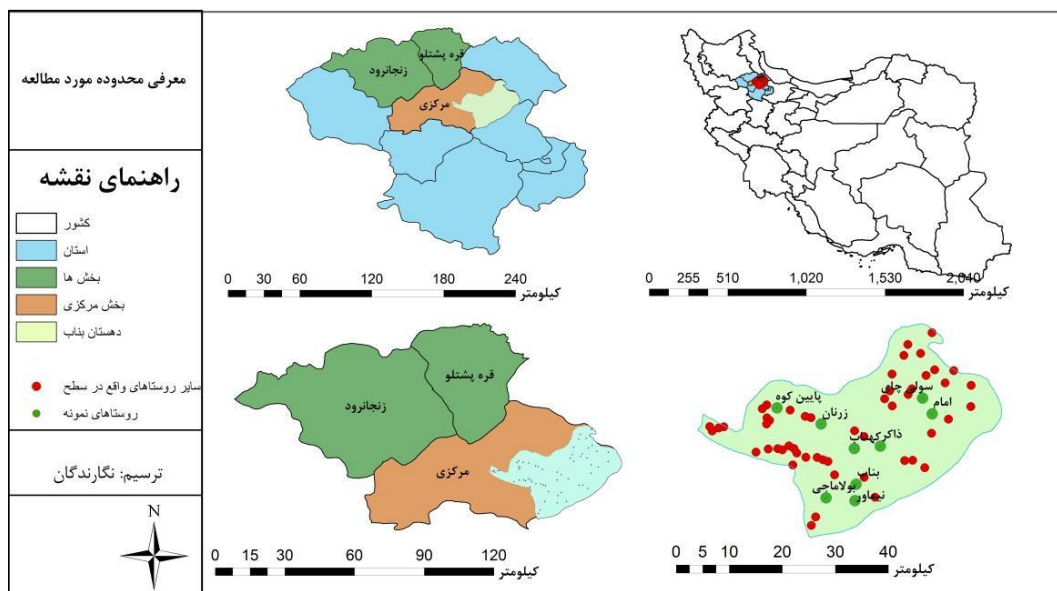 معرفی محدوده مورد مطالعه
راهنمای نقشه
کشور
استان
بخش ها
بخش مرکزی
دهستان بناب
سایر روستاهای واقع در سطح
روستاهای نمونه
ترسیم: نگارندگان
N
قره پشتلو
زنجانرود
مرکزی
0 30 60 120 180 240
کیلومتر
0 255 510 1,020 1,530 2,040
کیلومتر
قره پشتلو
زنجانرود
مرکزی
0 15 30 60 90 120
کیلومتر
سولی چای
امام
پایین کوه
زرنان
ذاکر
کهناب
بناب
بولاماجی
نیماور
0 5 10 20 30 40
کیلومتر